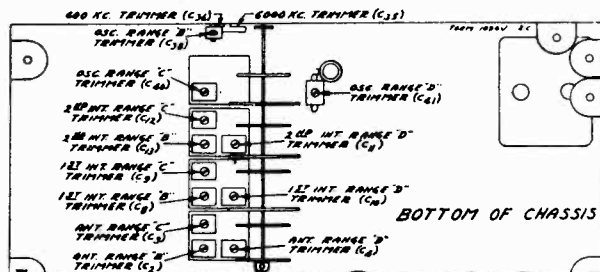 600 KC. TRIMMER (C36)
6000 KC. TRIMMER (C35)
OSC. RANGE "B"
TRIMMER (C38)
OSC. RANGE "C"
TRIMMER (C40)
OSC. RANGE "D"
TRIMMER (C41)
2ND INT. RANGE "C"
TRIMMER (C12)
2ND INT. RANGE "B"
TRIMMER (C13)
2ND INT. RANGE "D"
TRIMMER (C11)
1ST INT. RANGE "C"
TRIMMER (C9)
1ST INT. RANGE "B"
TRIMMER (C8)
1ST INT. RANGE "D"
TRIMMER (C10)
ANT. RANGE "C"
TRIMMER (C3)
ANT. RANGE "B"
TRIMMER (C2)
ANT. RANGE "D"
TRIMMER (C4)
BOTTOM OF CHASSIS